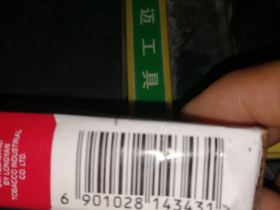 迈工具
BY LONGYAN
TOBACCO INDUSTRIAL
CO. LTD.
6 901028 143431